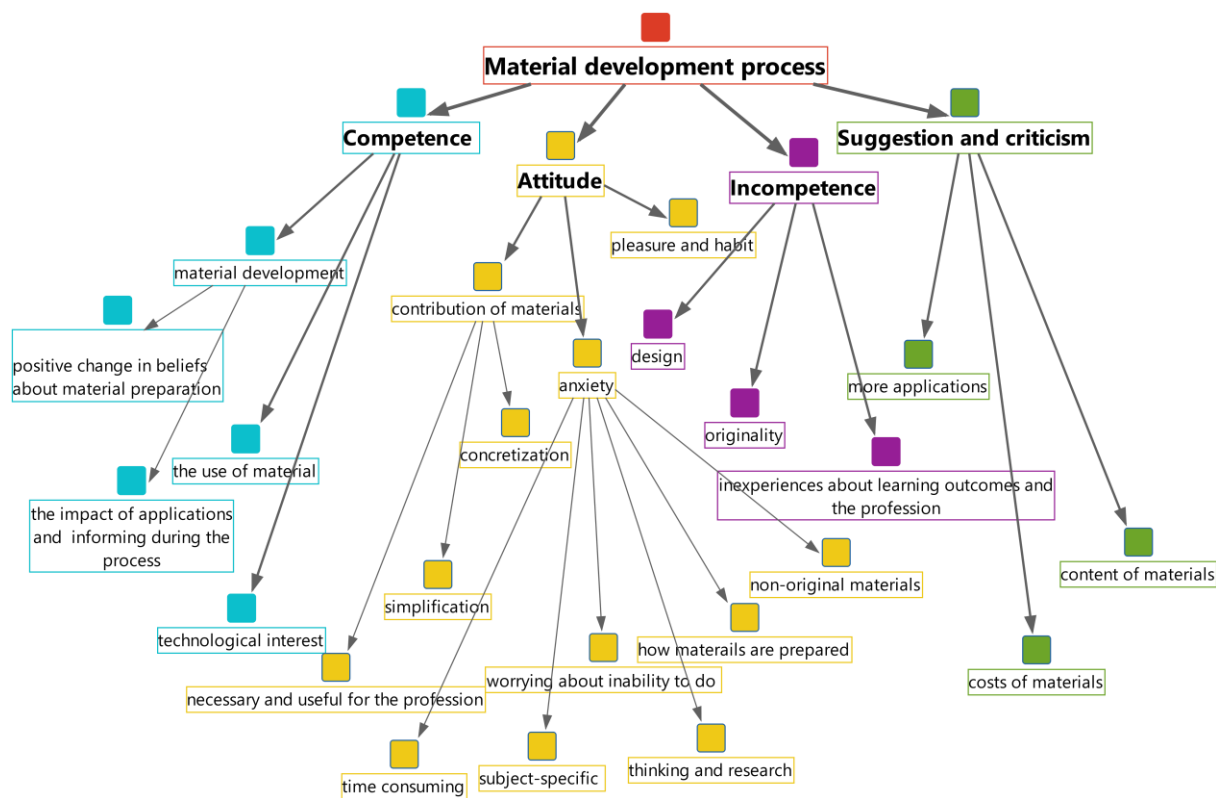 Material development process
Competence
Suggestion and criticism
Attitude
Incompetence
pleasure and habit
material development
contribution of materials
design
positive change in beliefs
about material preparation
anxiety
more applications
originality
concretization
the use of material
inexperiences about learning outcomes and
the profession
the impact of applications
and informing during the
process
content of materials
non-original materials
simplification
technological interest
how materails are prepared
worrying about inability to do
costs of materials
necessary and useful for the profession
thinking and research
subject-specific
time consuming